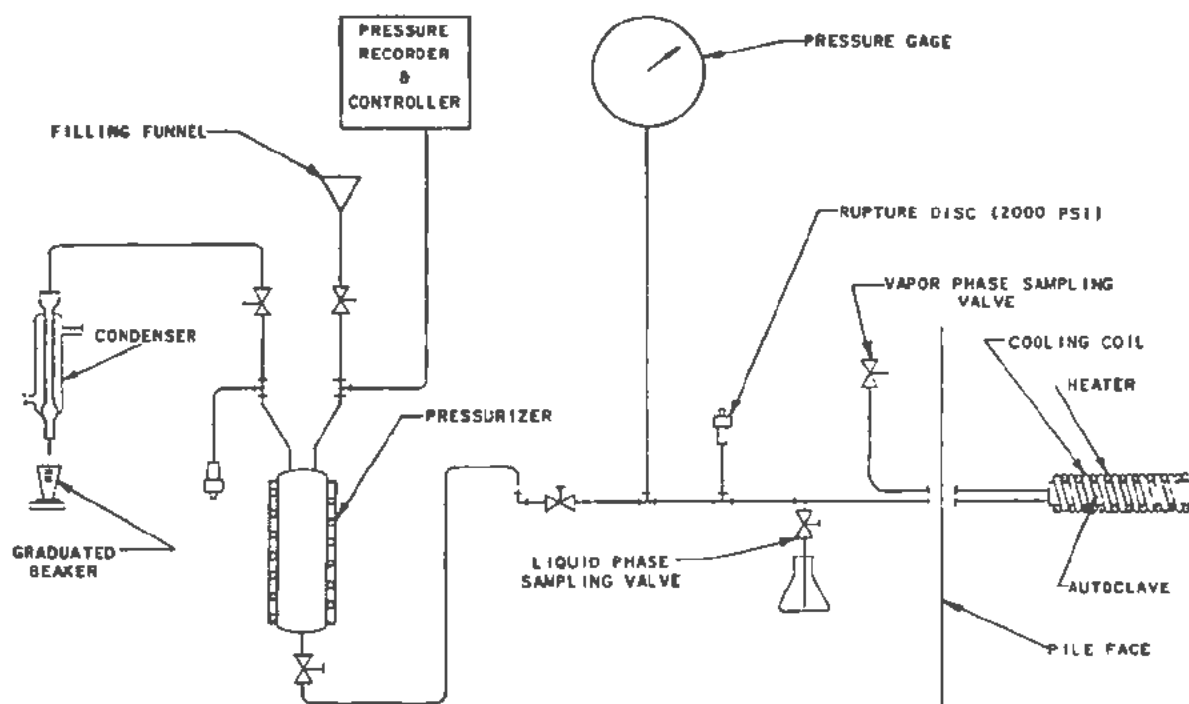 PRESSURE
RECORDER
&
CONTROLLER
PRESSURE GAGE
FILLING FUNNEL
RUPTURE DISC (2000 PSI)
VAPOR PHASE SAMPLING
VALVE
CONDENSER
COOLING COIL
HEATER
PRESSURIZER
GRADUATED
BEAKER
LIQUID PHASE
SAMPLING VALVE
AUTOCLAVE
PILE FACE